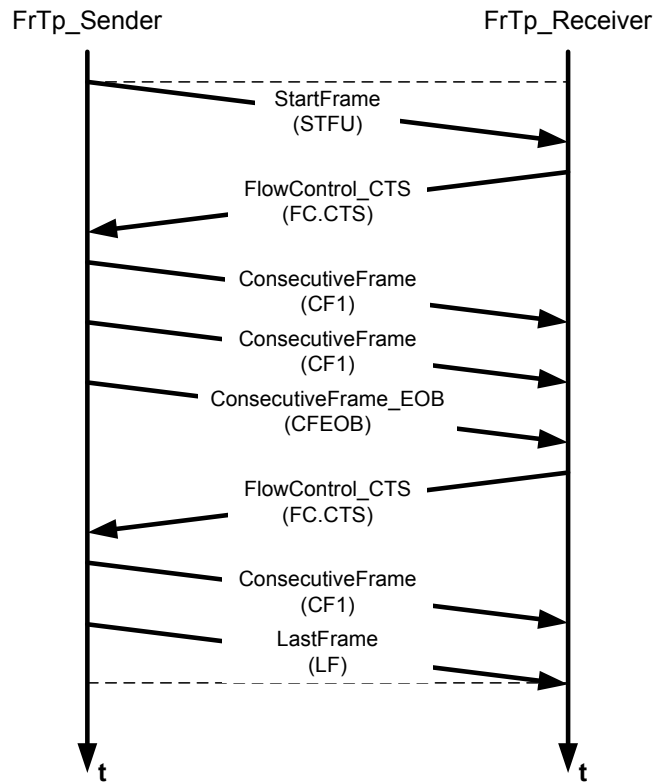 FrTp_Sender
FrTp_Receiver
StartFrame
(STFU)
FlowControl_CTS
(FC.CTS)
ConsecutiveFrame
(CF1)
ConsecutiveFrame
(CF1)
ConsecutiveFrame_EOB
(CFEOB)
FlowControl_CTS
(FC.CTS)
ConsecutiveFrame
(CF1)
LastFrame
(LF)
t
t